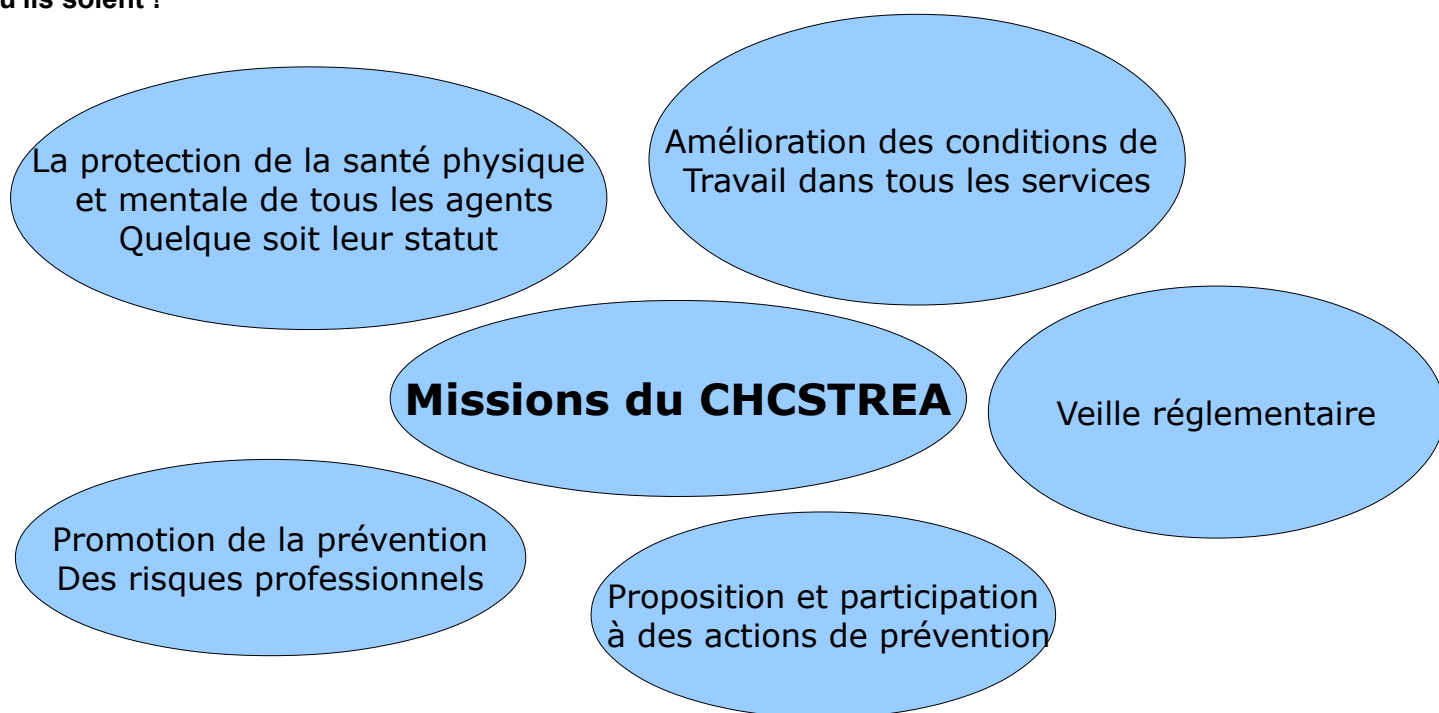 u'ils soient !
La protection de la santé physique
et mentale de tous les agents
Quelque soit leur statut
Amélioration des conditions de
Travail dans tous les services
Missions du CHCSTREA
Veille réglementaire
Promotion de la prévention
Des risques professionnels
Proposition et participation
à des actions de prévention